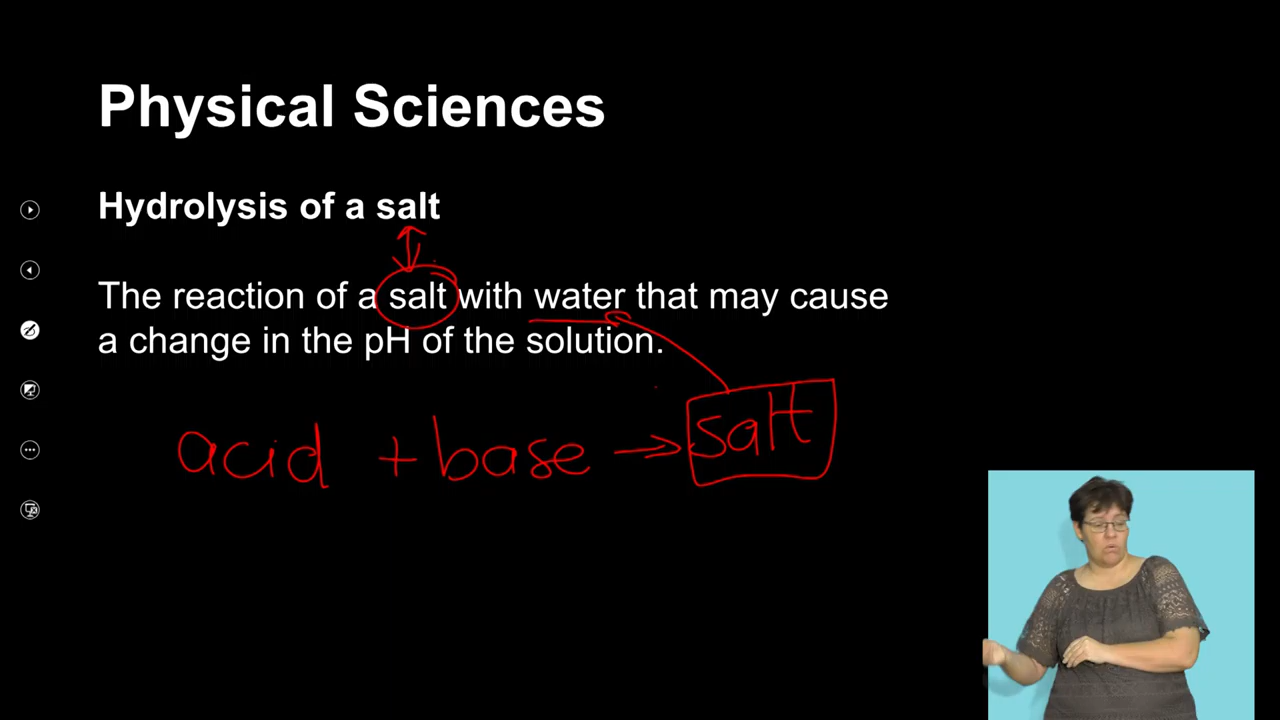 Physical Sciences
Hydrolysis of a salt
The reaction of a salt with water that may cause
a change in the pH of the solution.
acid + base → salt